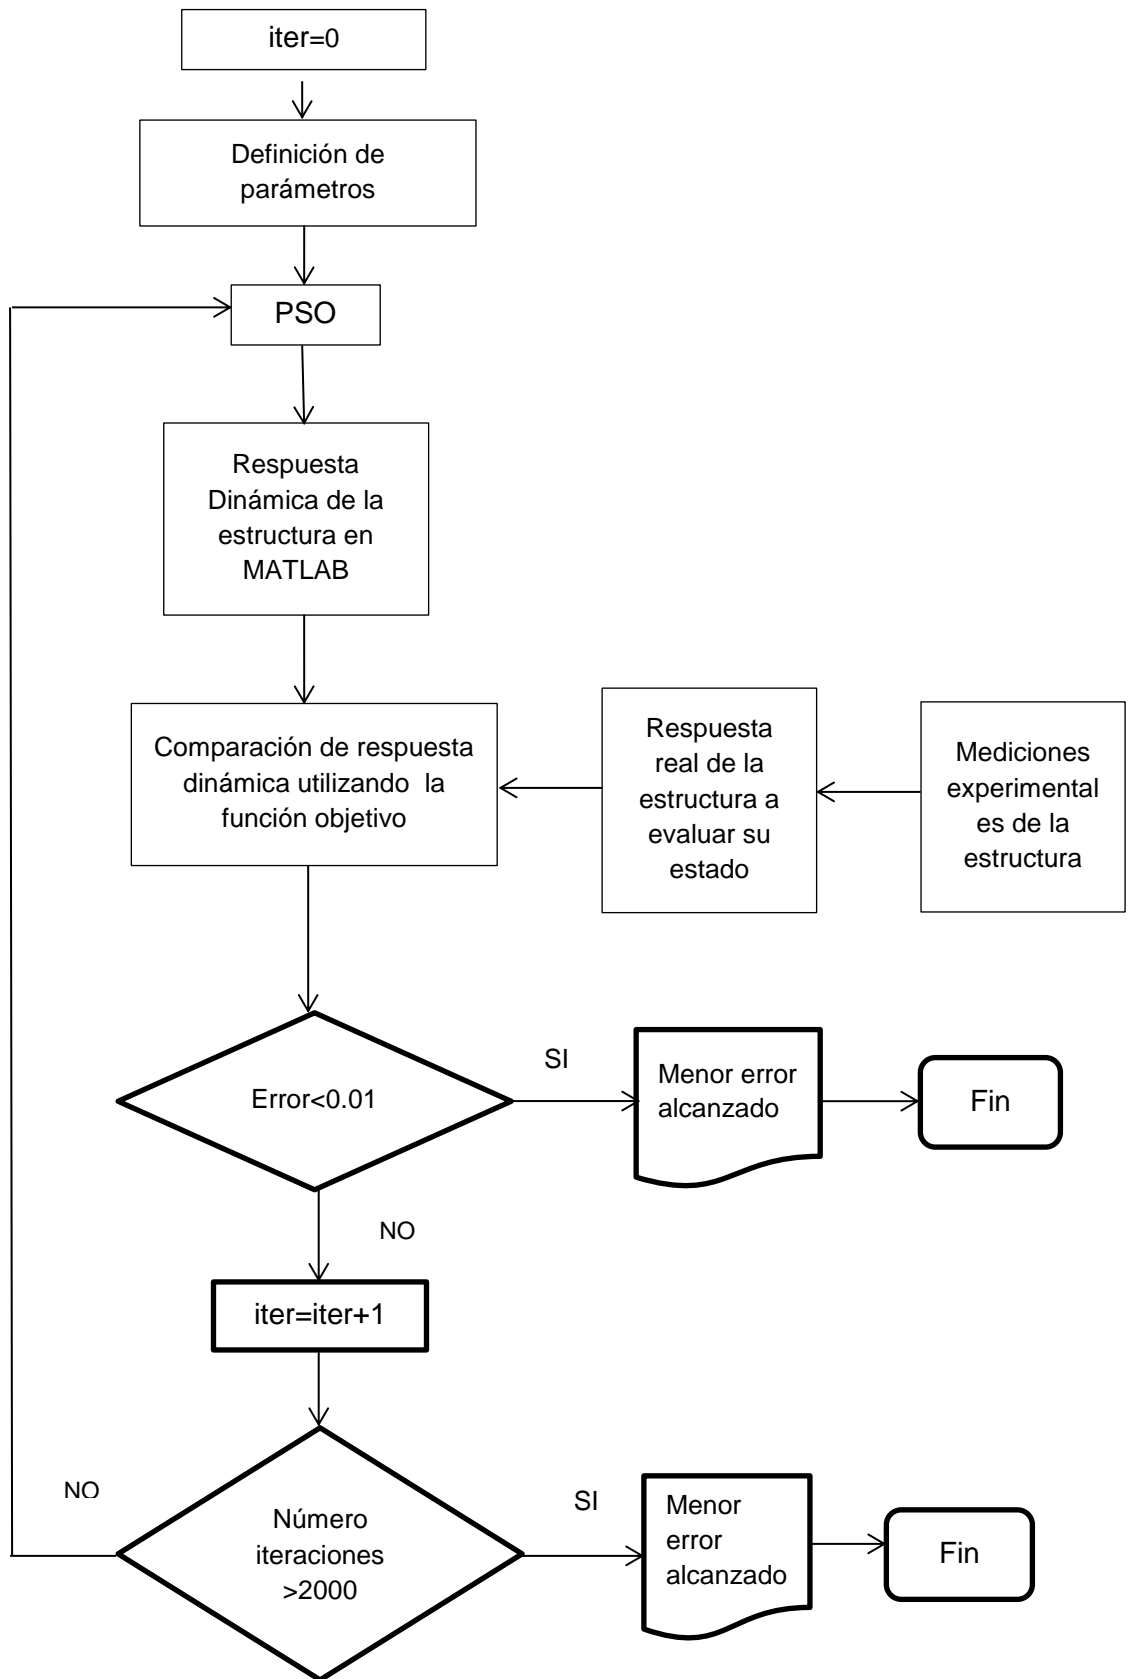 iter=0
Definición de
parámetros
PSO
Respuesta
Dinámica de la
estructura en
MATLAB
Comparación de respuesta
dinámica utilizando la
función objetivo
Respuesta
real de la
estructura a
evaluar su
estado
Mediciones
experimental
es de la
estructura
Error<0.01
SI
Menor error
alcanzado
Fin
NO
iter=iter+1
NO
Número
iteraciones
>2000
SI
Menor
error
alcanzado
Fin